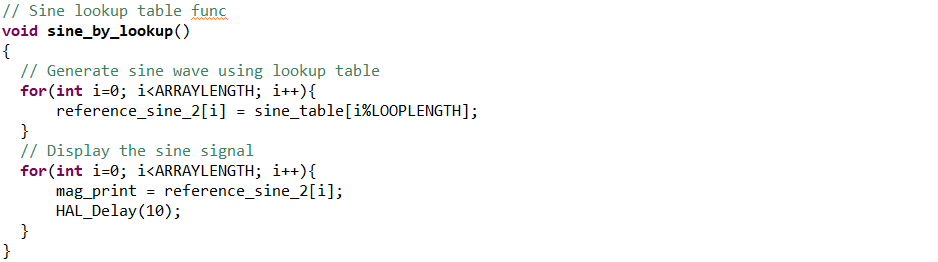 // Sine lookup table func
void sine_by_lookup()
{
  // Generate sine wave using lookup table
  for(int i=0; i<ARRAYLENGTH; i++){
      reference_sine_2[i] = sine_table[i%LOOPLENGTH];
  }
  // Display the sine signal
  for(int i=0; i<ARRAYLENGTH; i++){
      mag_print = reference_sine_2[i];
      HAL_Delay(10);
  }
}